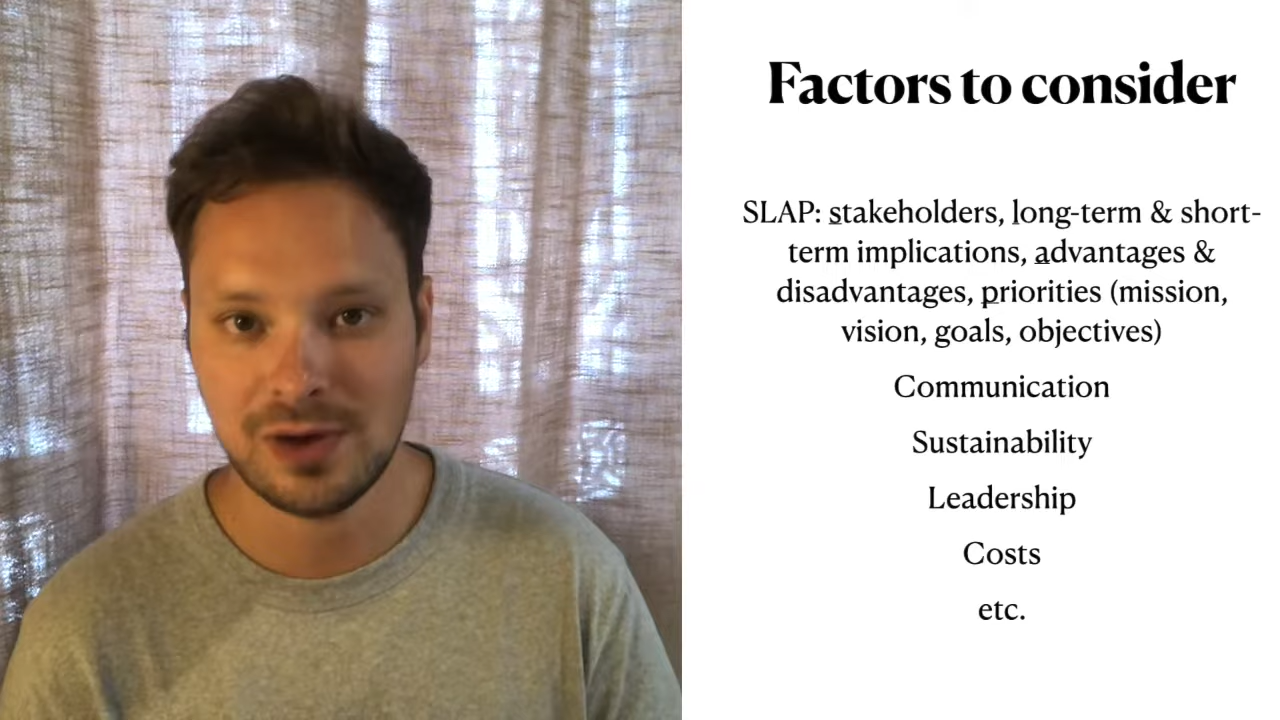 Factors to consider
SLAP: stakeholders, long-term & short-
term implications, advantages &
disadvantages, priorities (mission,
vision, goals, objectives)
Communication
Sustainability
Leadership
Costs
etc.